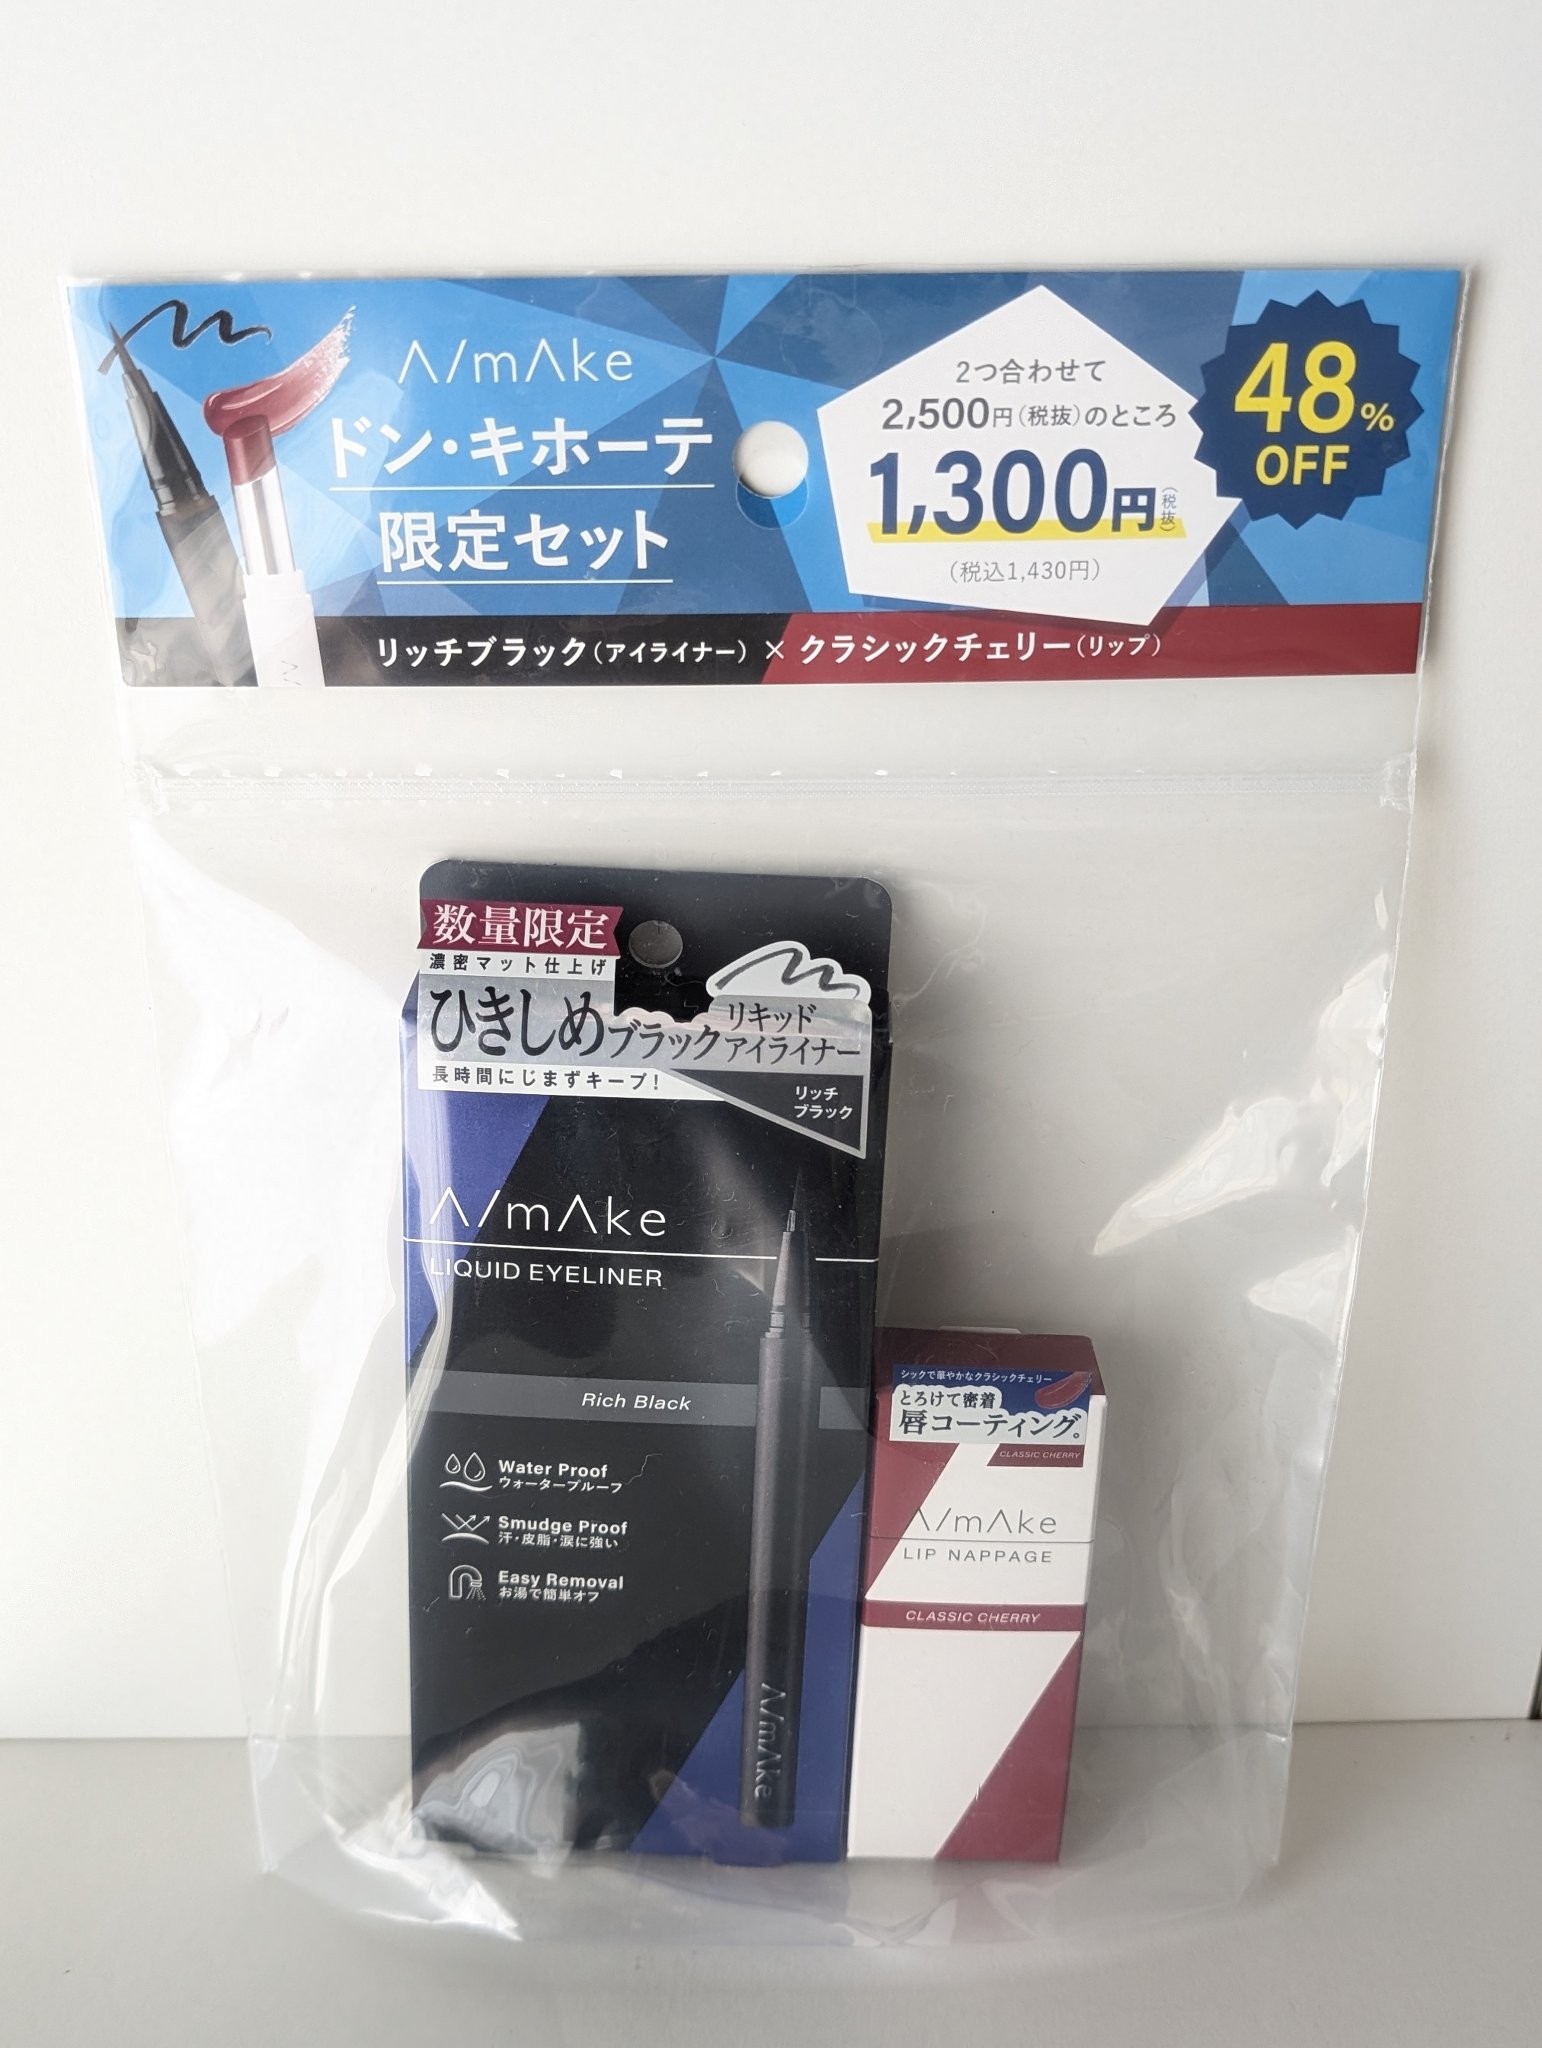 A/mAke
ドン・キホーテ
限定セット
2つ合わせて
2,500円(税抜)のところ
1,300円(税抜)
(税込1,430円)
48%
OFF
リッチブラック(アイライナー)×クラシックチェリー(リップ)
数量限定
濃密マット仕上げ
ひきしめブラック
リキッド
アイライナー
長時間にじまずキープ!
リッチ
ブラック
A/mAke
LIQUID EYELINER
Rich Black
Water Proof
ウォータープルーフ
Smudge Proof
汗・皮脂・涙に強い
Easy Removal
お湯で簡単オフ
A/mAke
シックで華やかなクラシックチェリー
とろけて密着
唇コーティング。
CLASSIC CHERRY
A/mAke
LIP NAPPAGE
CLASSIC CHERRY